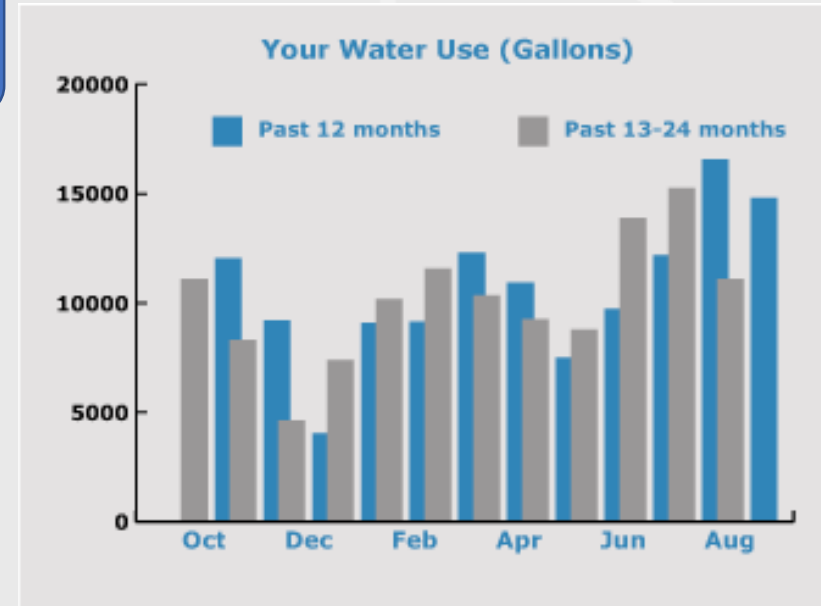 Your Water Use (Gallons)
20000
Past 12 months
Past 13-24 months
15000
10000
5000
0
Oct Dec Feb Apr Jun Aug